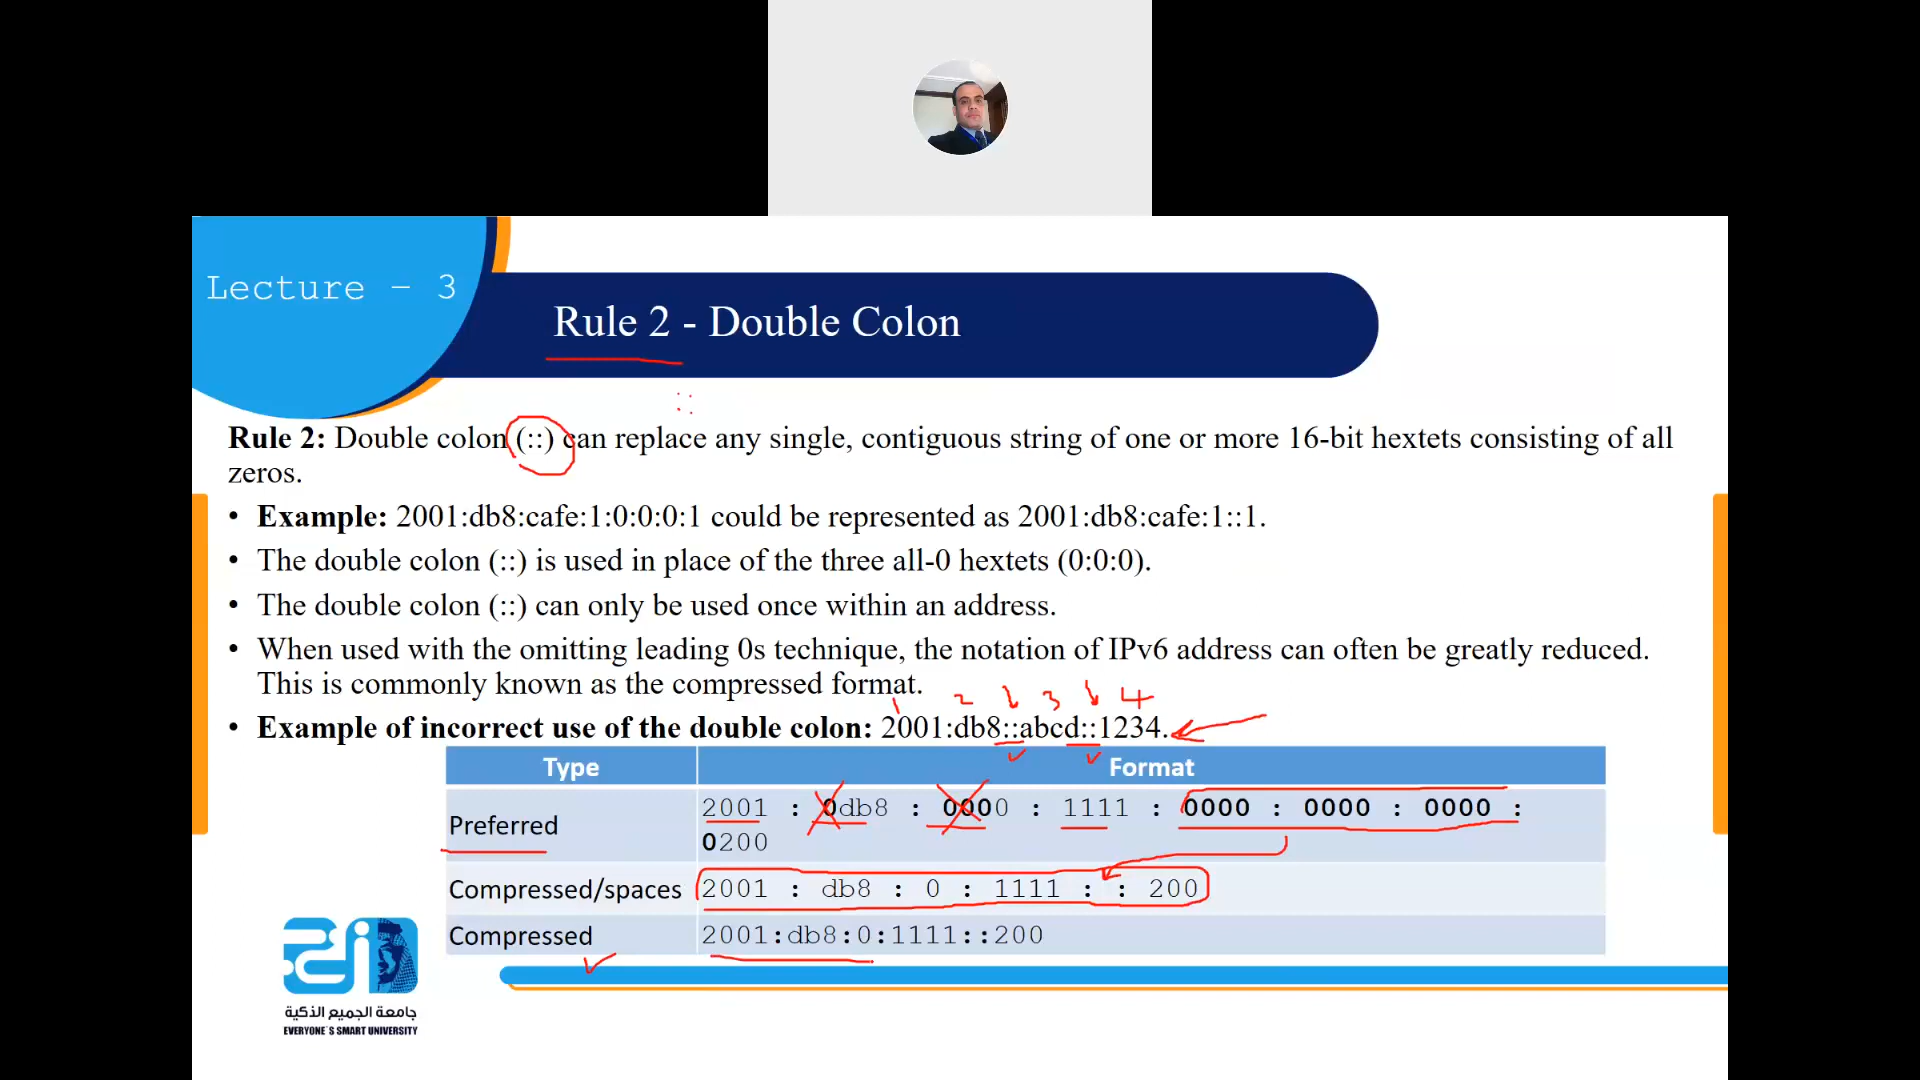 Lecture - 3
Rule 2 - Double Colon
::
Rule 2: Double colon (::) can replace any single, contiguous string of one or more 16-bit hextets consisting of all
zeros.
• Example: 2001:db8:cafe:1:0:0:0:1 could be represented as 2001:db8:cafe:1::1.
• The double colon (::) is used in place of the three all-0 hextets (0:0:0).
• The double colon (::) can only be used once within an address.
• When used with the omitting leading 0s technique, the notation of IPv6 address can often be greatly reduced.
This is commonly known as the compressed format.
1 2 3 4
• Example of incorrect use of the double colon: 2001:db8::abcd::1234.
Type Format
Preferred 2001 : 0db8 : 0000 : 1111 : 0000 : 0000 : 0000 :
0200
Compressed/spaces 2001 : db8 : 0 : 1111 : : 200
Compressed 2001:db8:0:1111::200
جامعة الجميع الذكية
EVERYONE'S SMART UNIVERSITY